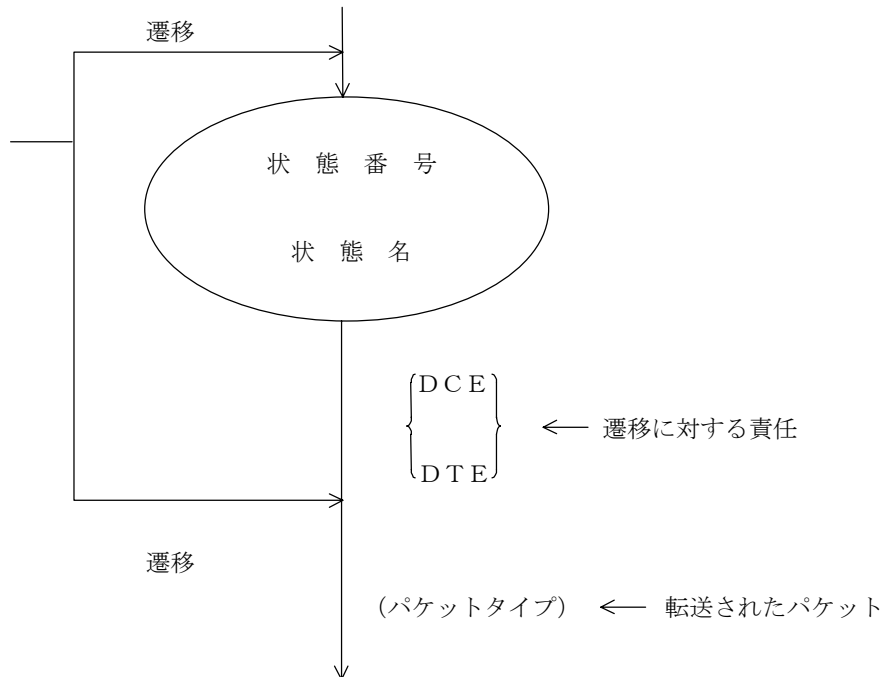 遷移
状 態 番 号
状 態 名
DCE
← 遷移に対する責任
DTE
遷移
(パケットタイプ) ← 転送されたパケット